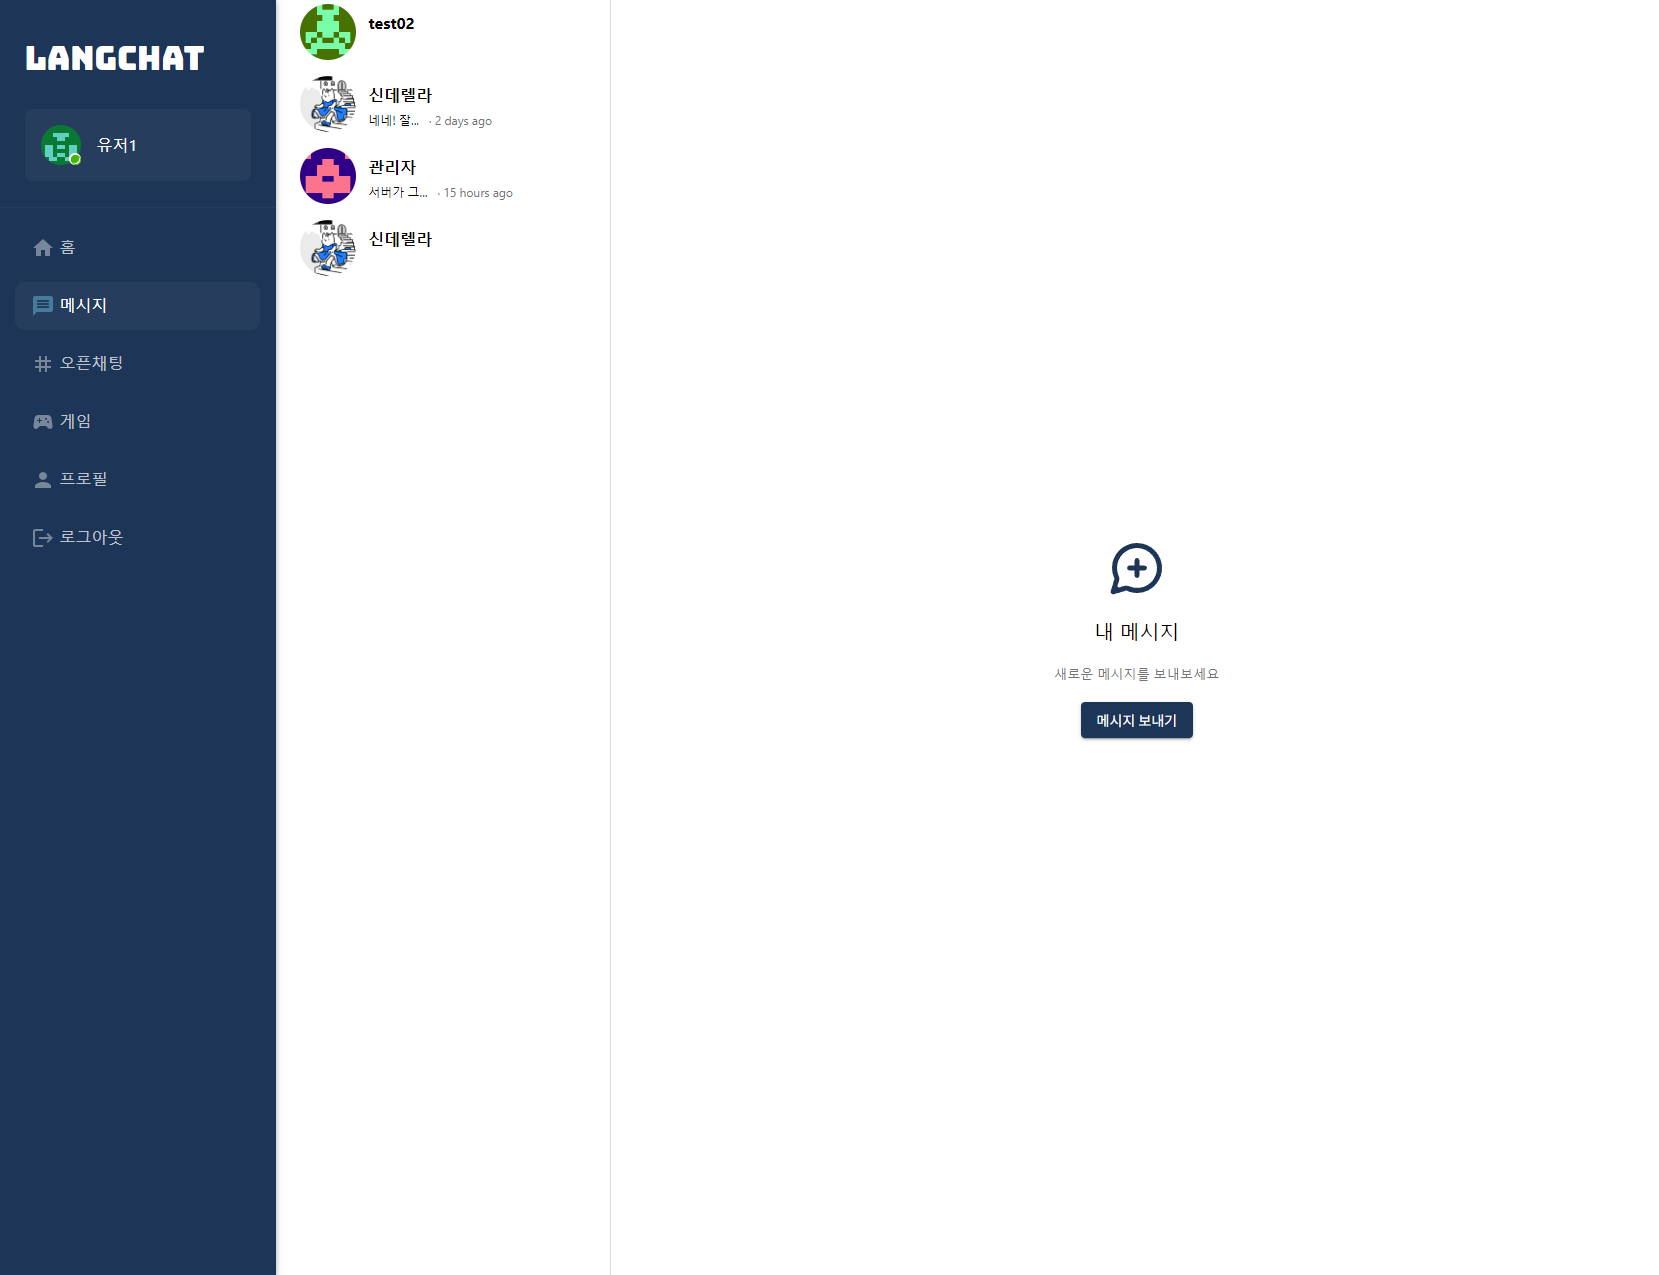 LANGCHAT
유저1
홈
메시지
오픈채팅
게임
프로필
로그아웃
test02
신데렐라
네네! 잘... · 2 days ago
관리자
서버가 그... · 15 hours ago
신데렐라
내 메시지
새로운 메시지를 보내보세요
메시지 보내기